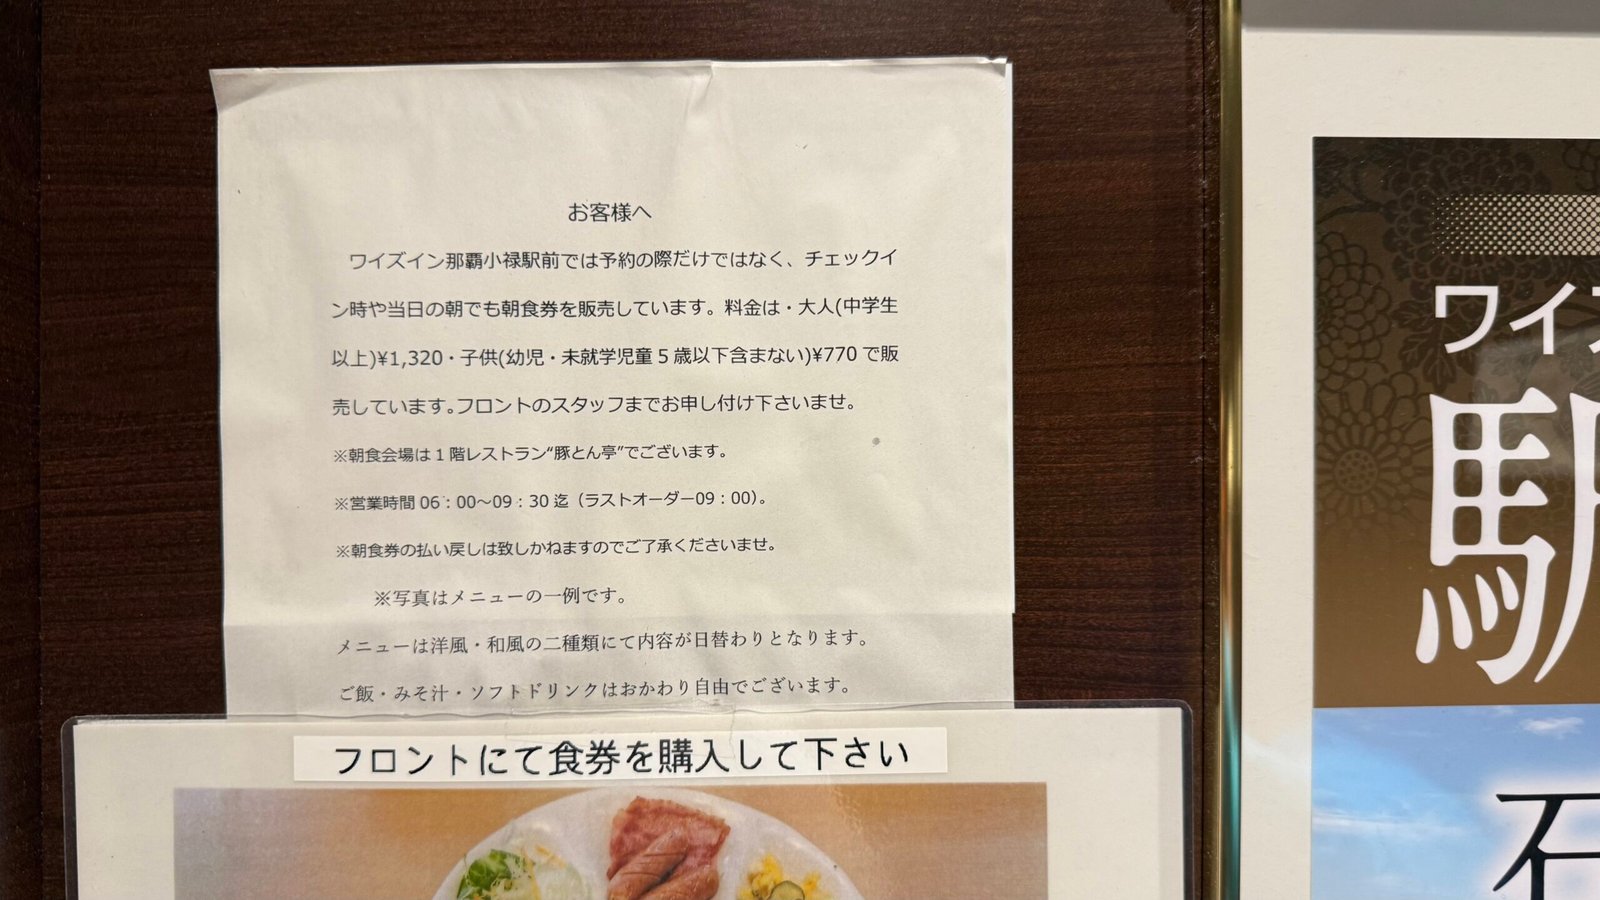 お客様へ
ワイズイン那覇小禄駅前では予約の際だけではなく、チェックイ
ン時や当日の朝でも朝食券を販売しています。料金は・大人(中学生
以上)¥1,320・子供(幼児・未就学児童５歳以下含まない)¥770 で販
売しています。フロントのスタッフまでお申し付け下さいませ。
※朝食会場は１階レストラン“豚とん亭”でございます。
※営業時間 06：00～09：30 迄（ラストオーダー09：00）。
※朝食券の払い戻しは致しかねますのでご了承くださいませ。
※写真はメニューの一例です。
メニューは洋風・和風の二種類にて内容が日替わりとなります。
ご飯・みそ汁・ソフトドリンクはおかわり自由でございます。
フロントにて食券を購入して下さい
ワイ
石